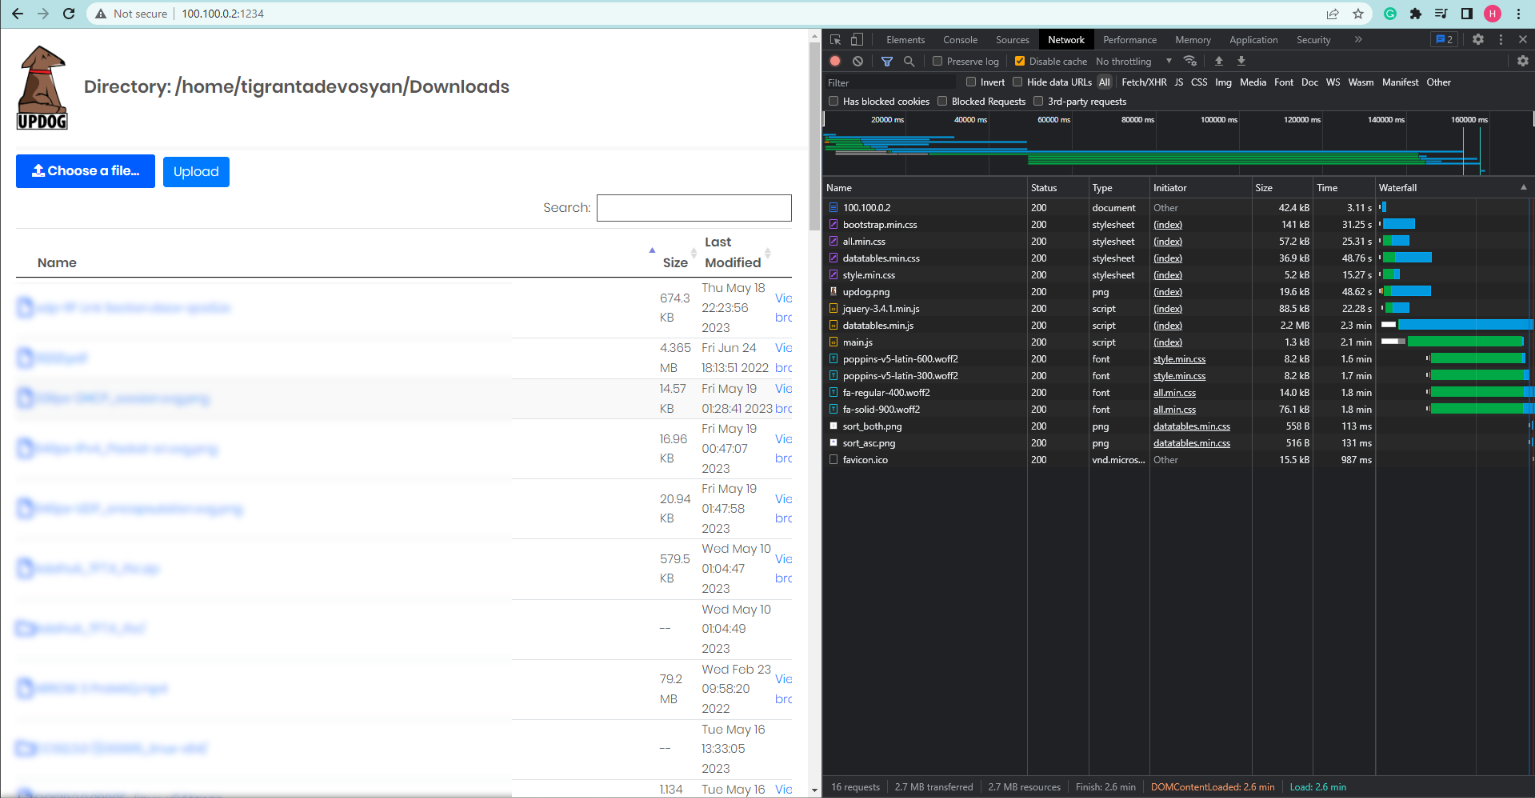 Not secure | 100.100.0.2:1234
H
UPDOG
Directory: /home/tigrantadevosyan/Downloads
Choose a file...
Upload
Search:
Name Size Last Modified
674.3 KB Thu May 18 22:23:56 2023 Vie bro
4.365 MB Fri Jun 24 18:13:51 2022 Vie bro
14.57 KB Fri May 19 01:28:41 2023 Vie bro
16.96 KB Fri May 19 00:47:07 2023 Vie bro
20.94 KB Fri May 19 01:47:58 2023 Vie bro
579.5 KB Wed May 10 01:04:47 2023 Vie bro
-- Wed May 10 01:04:49 2023
79.2 MB Wed Feb 23 09:58:20 2022 Vie bro
-- Tue May 16 13:33:05 2023
1.134 Tue May 16 Vie
Elements Console Sources Network Performance Memory Application Security » 2
Preserve log Disable cache No throttling
Filter Invert Hide data URLs All Fetch/XHR JS CSS Img Media Font Doc WS Wasm Manifest Other
Has blocked cookies Blocked Requests 3rd-party requests
20000 ms 40000 ms 60000 ms 80000 ms 100000 ms 120000 ms 140000 ms 160000 ms
Name Status Type Initiator Size Time Waterfall
100.100.0.2 200 document Other 42.4 kB 3.11 s
bootstrap.min.css 200 stylesheet (index) 141 kB 31.25 s
all.min.css 200 stylesheet (index) 57.2 kB 25.31 s
datatables.min.css 200 stylesheet (index) 36.9 kB 48.76 s
style.min.css 200 stylesheet (index) 5.2 kB 15.27 s
updog.png 200 png (index) 19.6 kB 48.62 s
jquery-3.4.1.min.js 200 script (index) 88.5 kB 22.28 s
datatables.min.js 200 script (index) 2.2 MB 2.3 min
main.js 200 script (index) 1.3 kB 2.1 min
poppins-v5-latin-600.woff2 200 font style.min.css 8.2 kB 1.6 min
poppins-v5-latin-300.woff2 200 font style.min.css 8.2 kB 1.7 min
fa-regular-400.woff2 200 font all.min.css 14.0 kB 1.8 min
fa-solid-900.woff2 200 font all.min.css 76.1 kB 1.8 min
sort_both.png 200 png datatables.min.css 558 B 113 ms
sort_asc.png 200 png datatables.min.css 516 B 131 ms
favicon.ico 200 vnd.micros... Other 15.5 kB 987 ms
16 requests 2.7 MB transferred 2.7 MB resources Finish: 2.6 min DOMContentLoaded: 2.6 min Load: 2.6 min